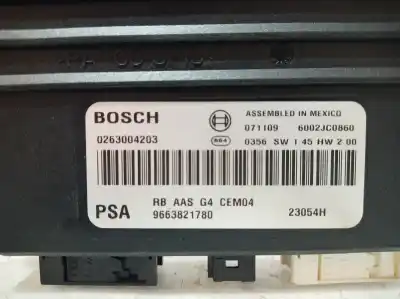 BOSCH
ASSEMBLED IN MEXICO
071109 6002JC0860
0263004203
0356 SW 1 45 HW 2 00
RB AAS G4 CEM04
PSA
9663821780
23054H